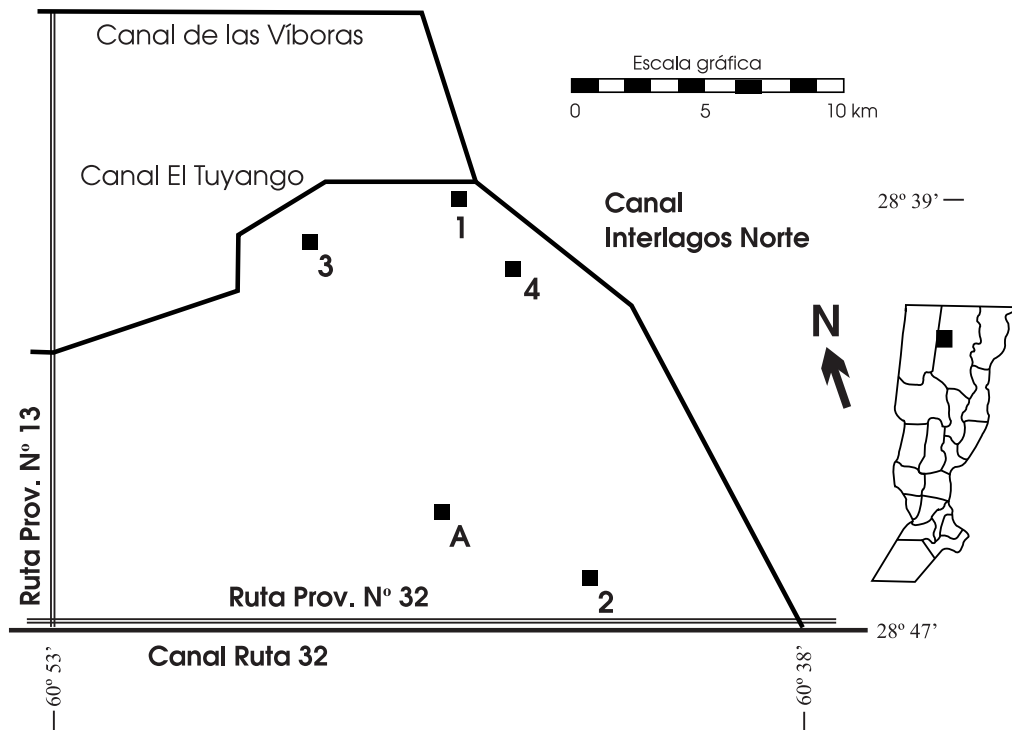 Canal de las Víboras
Escala gráfica
0 5 10 km
Canal El Tuyango
Canal
Interlagos Norte
28º 39’
1
3
4
N
Ruta Prov. Nº 13
A
2
Ruta Prov. Nº 32
28º 47’
Canal Ruta 32
60º 53’
60º 38’